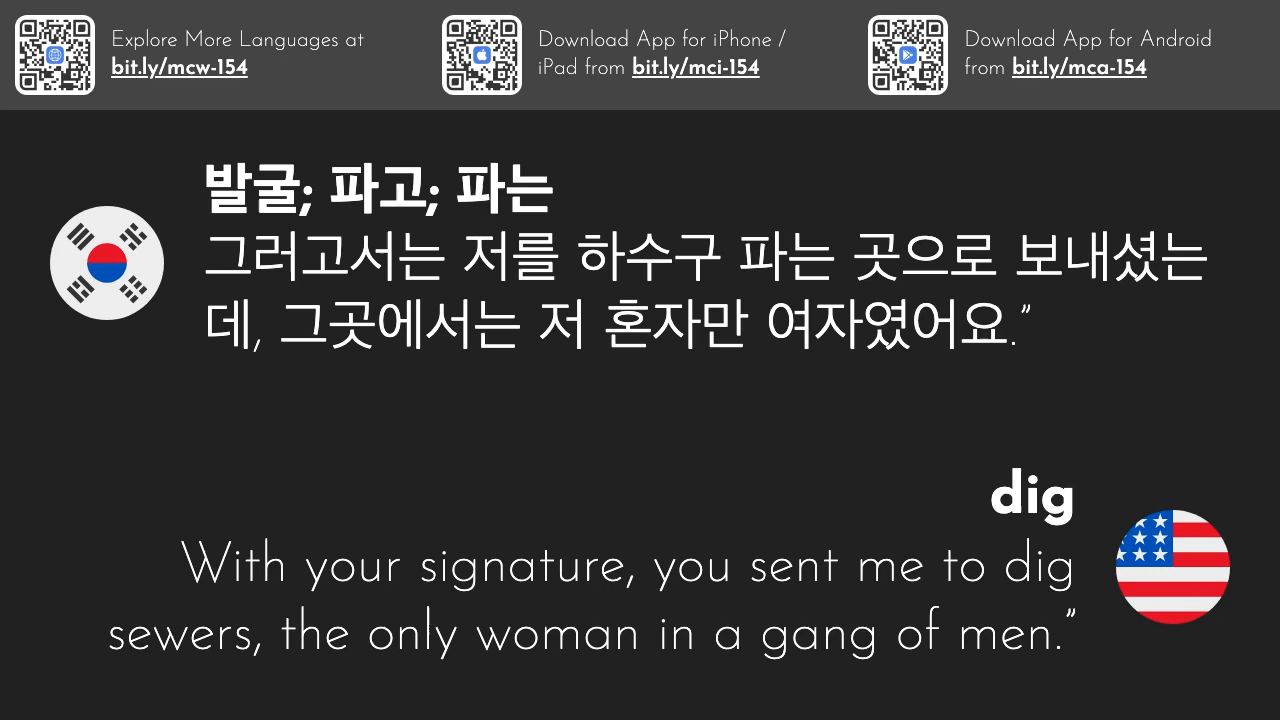 Explore More Languages at
bit.ly/mcw-154
Download App for iPhone /
iPad from bit.ly/mci-154
Download App for Android
from bit.ly/mca-154
발굴; 파고; 파는
그러고서는 저를 하수구 파는 곳으로 보내셨는
데, 그곳에서는 저 혼자만 여자였어요.”
dig
With your signature, you sent me to dig
sewers, the only woman in a gang of men.”